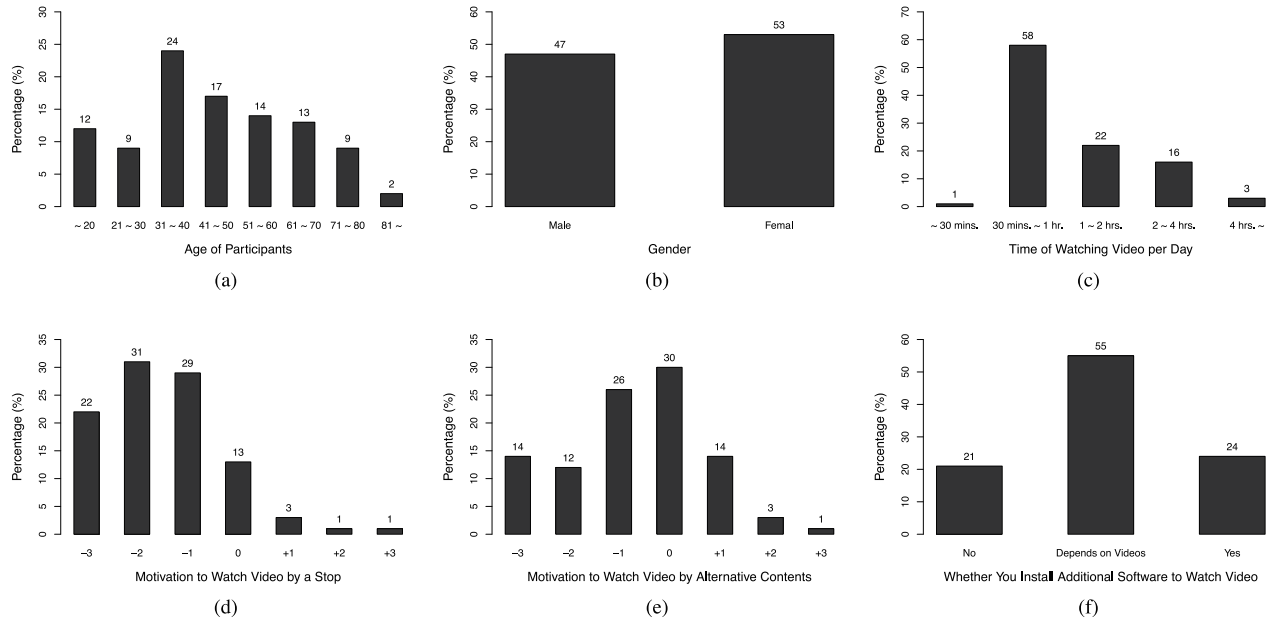 Percentage (%)
0 5 10 15 20 25 30
12 9 24 17 14 13 9 2
~ 20 21 ~ 30 31 ~ 40 41 ~ 50 51 ~ 60 61 ~ 70 71 ~ 80 81 ~
Age of Participants
(a)
Percentage (%)
0 10 20 30 40 50 60
47 53
Male Femal
Gender
(b)
Percentage (%)
0 10 20 30 40 50 60 70
1 58 22 16 3
~ 30 mins. 30 mins. ~ 1 hr. 1 ~ 2 hrs. 2 ~ 4 hrs. 4 hrs. ~
Time of Watching Video per Day
(c)
Percentage (%)
0 5 10 15 20 25 30 35
22 31 29 13 3 1 1
−3 −2 −1 0 +1 +2 +3
Motivation to Watch Video by a Stop
(d)
Percentage (%)
0 5 10 15 20 25 30 35
14 12 26 30 14 3 1
−3 −2 −1 0 +1 +2 +3
Motivation to Watch Video by Alternative Contents
(e)
Percentage (%)
0 10 20 30 40 50 60
21 55 24
No Depends on Videos Yes
Whether You Install Additional Software to Watch Video
(f)